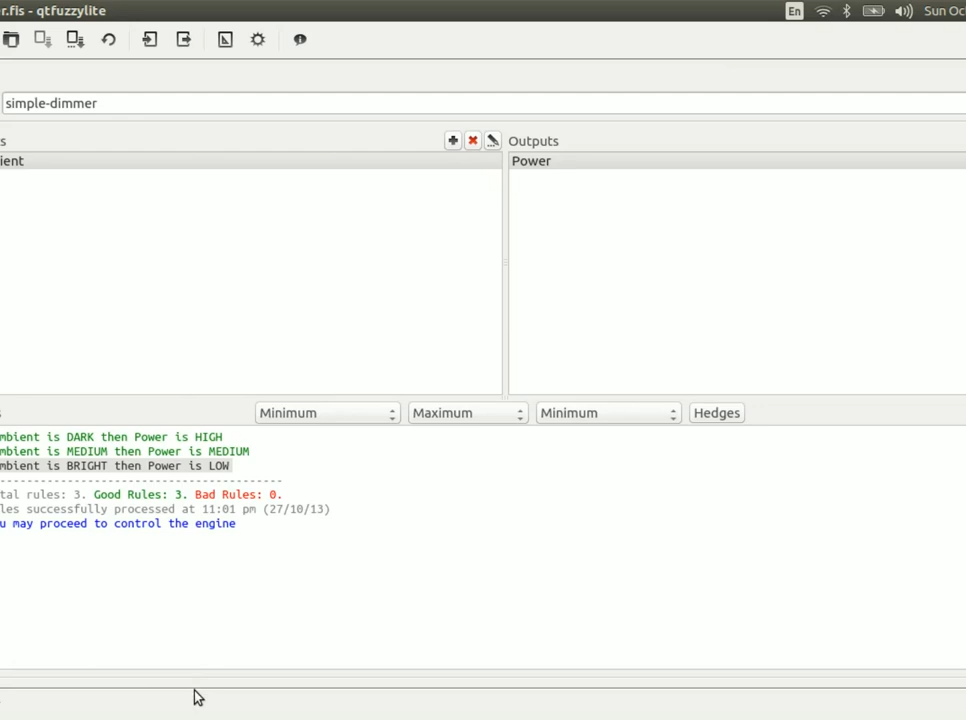 r.fis - qtfuzzylite
En
Sun Oc
simple-dimmer
s
Outputs
ient
Power
s
Minimum
Maximum
Minimum
Hedges
mbient is DARK then Power is HIGH
mbient is MEDIUM then Power is MEDIUM
mbient is BRIGHT then Power is LOW
------------------------------------------
tal rules: 3. Good Rules: 3. Bad Rules: 0.
les successfully processed at 11:01 pm (27/10/13)
u may proceed to control the engine